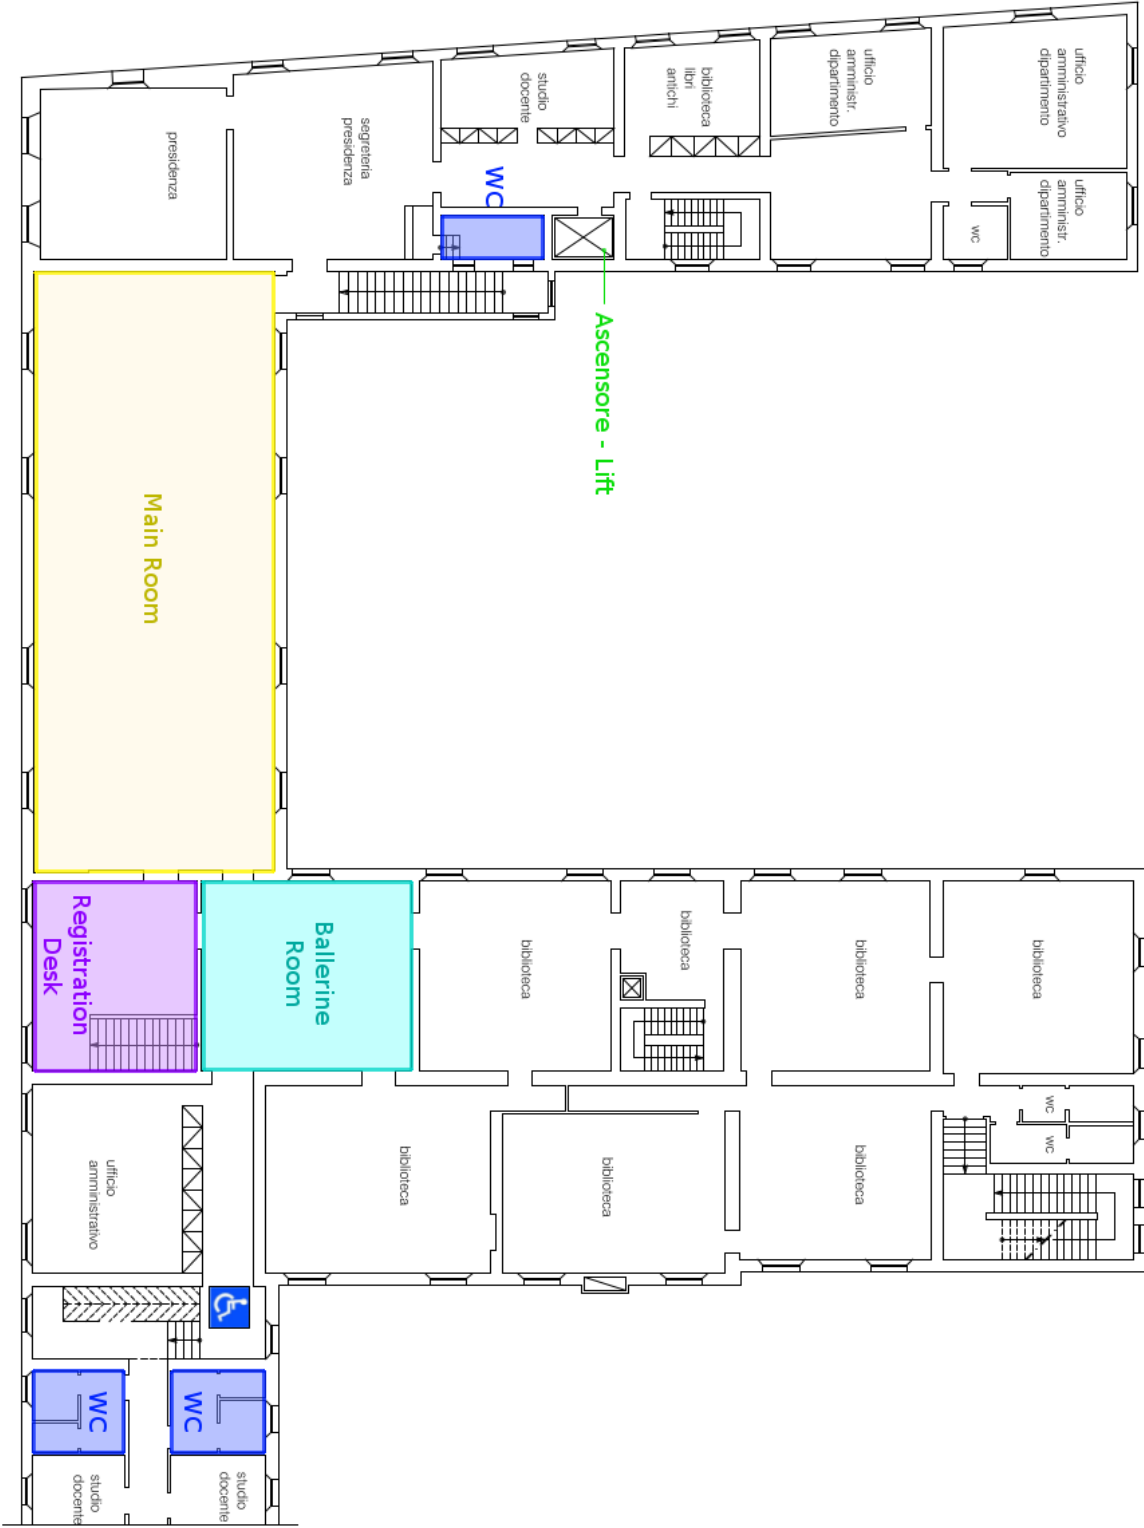 presidenza
segreteria
presidenza
studio
docente
biblioteca
libri
antichi
ufficio
amministr.
dipartimento
ufficio
amministrativo
dipartimento
ufficio
amministr.
dipartimento
wc
WC
Ascensore - Lift
Main Room
Registration
Desk
Ballerine
Room
biblioteca
biblioteca
biblioteca
biblioteca
wc
wc
biblioteca
biblioteca
biblioteca
ufficio
amministrativo
WC
WC
studio
docente
studio
docente